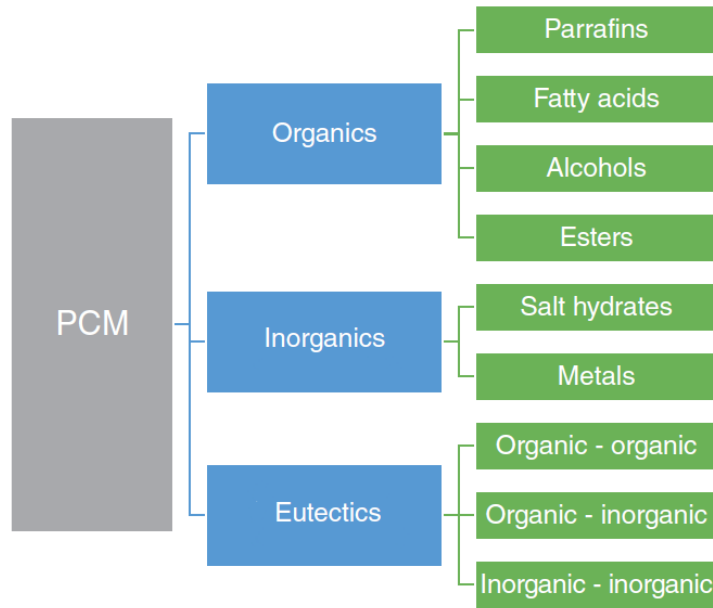 PCM
Organics
Parrafins
Fatty acids
Alcohols
Esters
Inorganics
Salt hydrates
Metals
Eutectics
Organic - organic
Organic - inorganic
Inorganic - inorganic